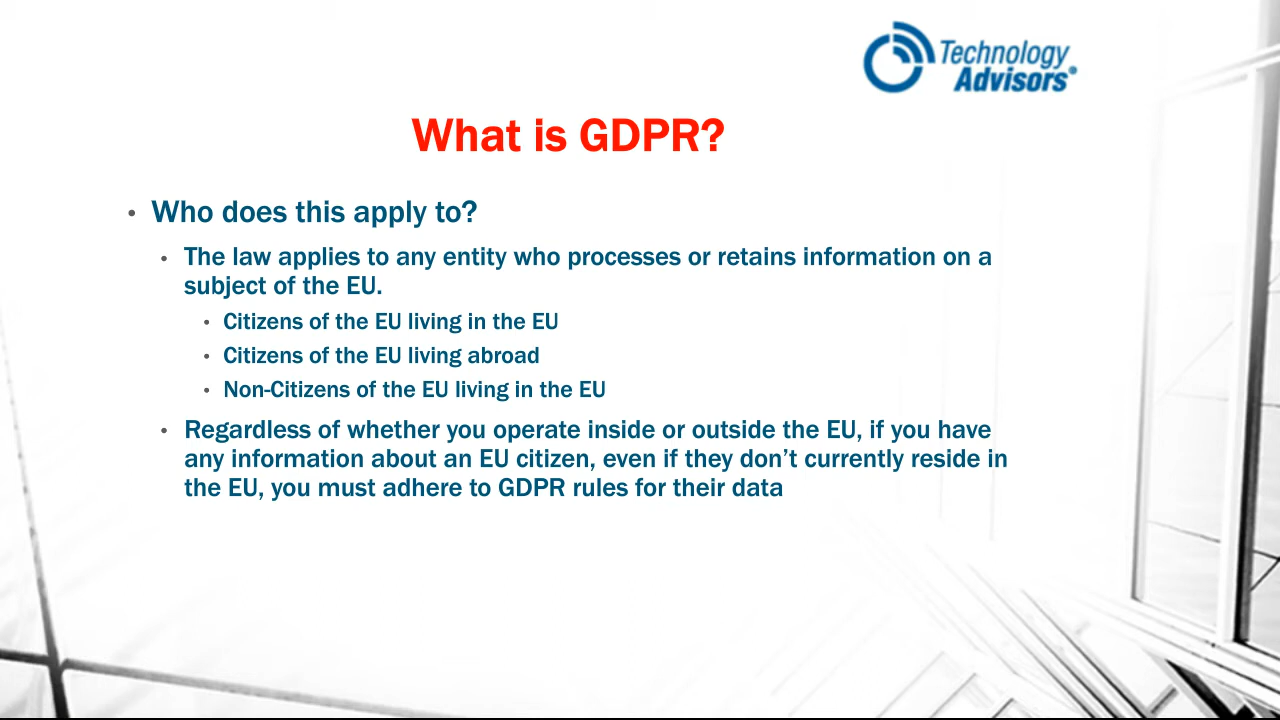 Technology
Advisors®
What is GDPR?
• Who does this apply to?
• The law applies to any entity who processes or retains information on a
subject of the EU.
• Citizens of the EU living in the EU
• Citizens of the EU living abroad
• Non-Citizens of the EU living in the EU
• Regardless of whether you operate inside or outside the EU, if you have
any information about an EU citizen, even if they don’t currently reside in
the EU, you must adhere to GDPR rules for their data